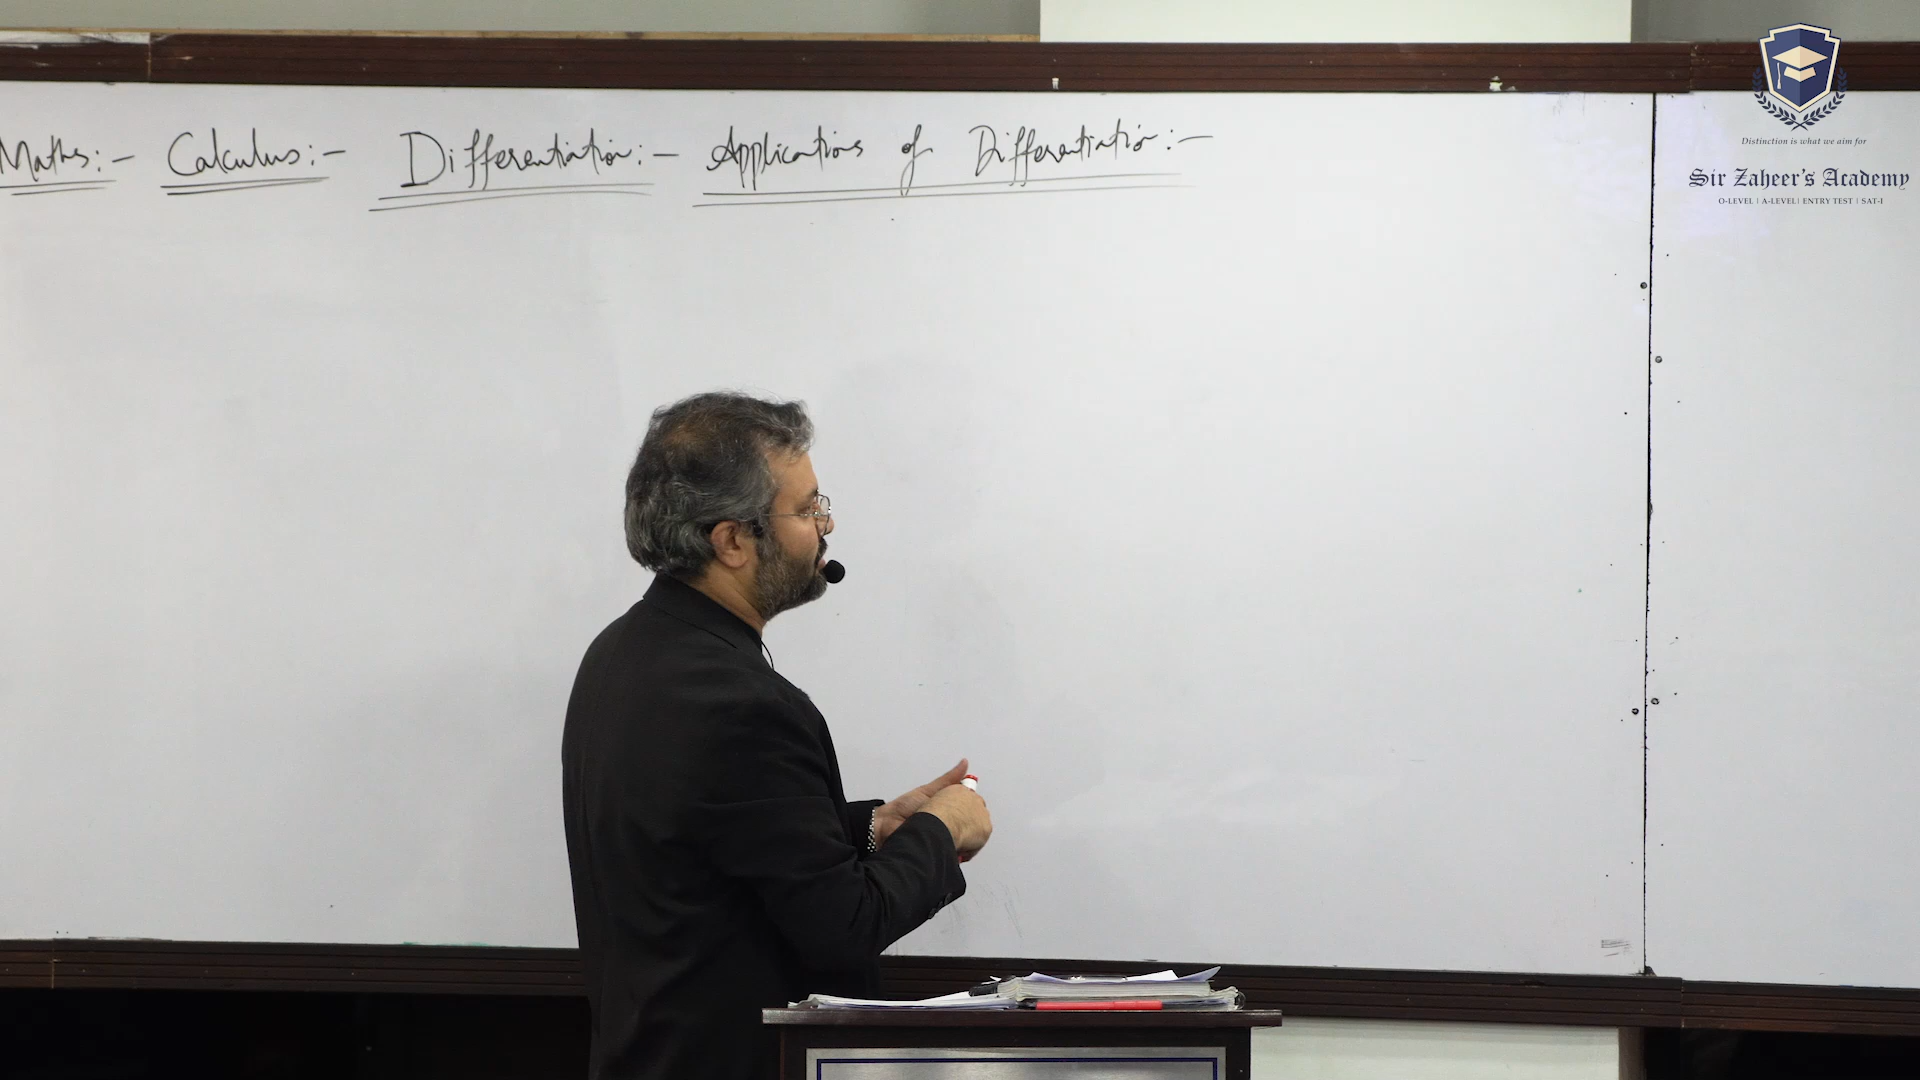 Maths:- Calculus:- Differentiation:- Applications of Differentiation:-
Distinction is what we aim for
Sir Zaheer's Academy
O-LEVEL | A-LEVEL | ENTRY TEST | SAT-I